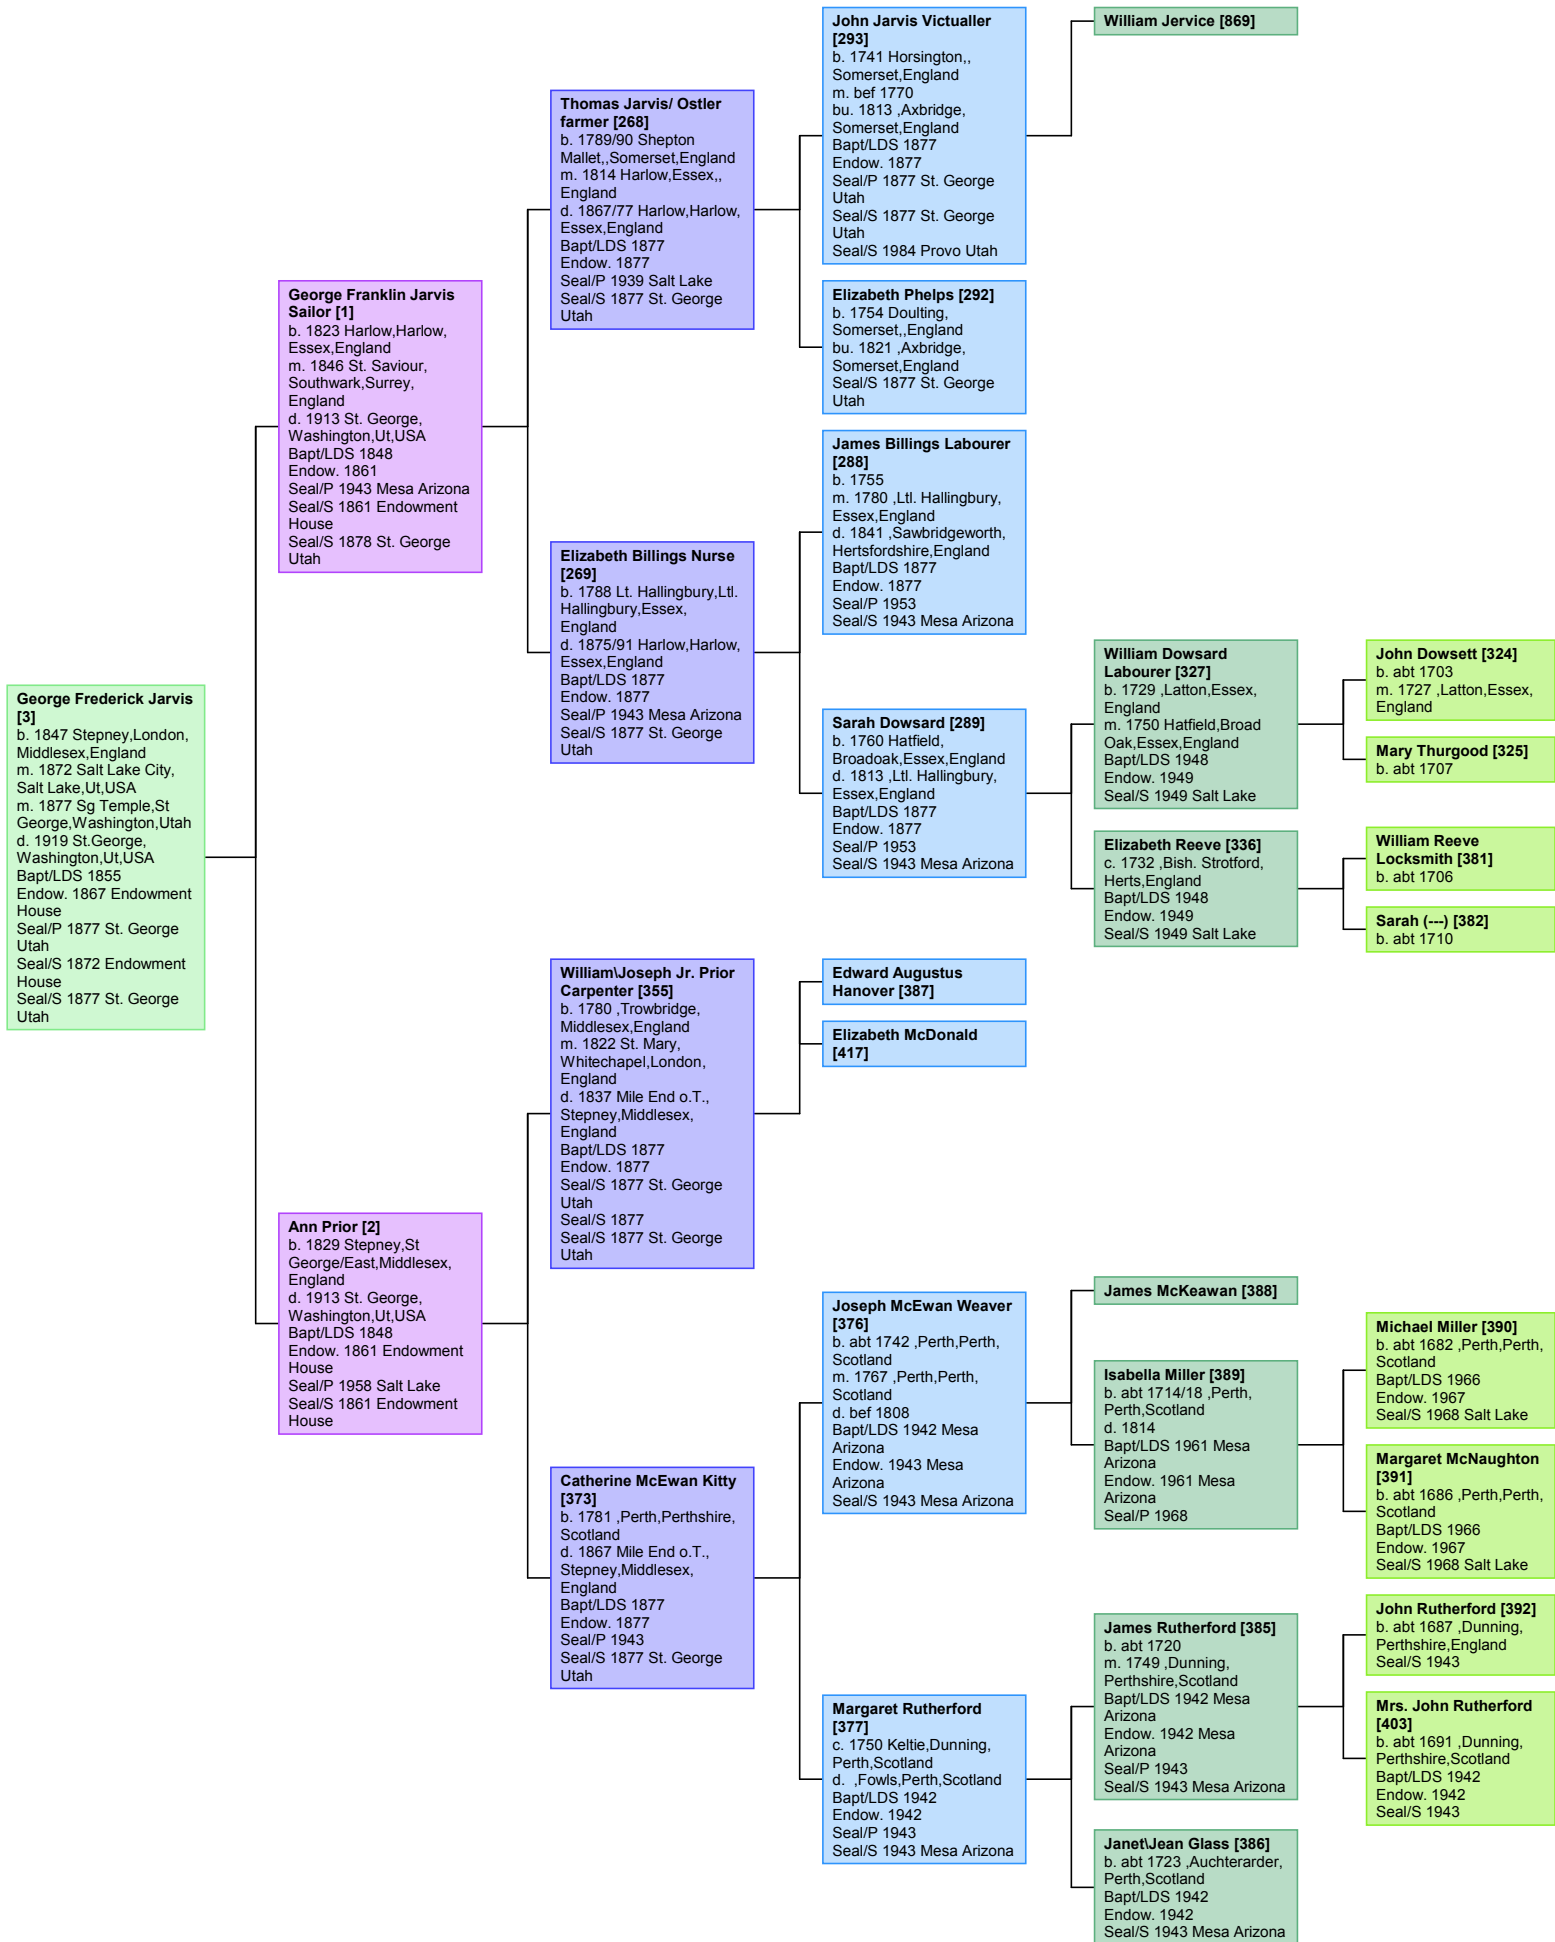 George Frederick Jarvis
[3]
b. 1847 Stepney,London,
Middlesex,England
m. 1872 Salt Lake City,
Salt Lake,Ut,USA
m. 1877 Sg Temple,St
George,Washington,Utah
d. 1919 St.George,
Washington,Ut,USA
Bapt/LDS 1855
Endow. 1867 Endowment
House
Seal/P 1877 St. George
Utah
Seal/S 1872 Endowment
House
Seal/S 1877 St. George
Utah
George Franklin Jarvis
Sailor [1]
b. 1823 Harlow,Harlow,
Essex,England
m. 1846 St. Saviour,
Southwark,Surrey,
England
d. 1913 St. George,
Washington,Ut,USA
Bapt/LDS 1848
Endow. 1861
Seal/P 1943 Mesa Arizona
Seal/S 1861 Endowment
House
Seal/S 1878 St. George
Utah
Ann Prior [2]
b. 1829 Stepney,St
George/East,Middlesex,
England
d. 1913 St. George,
Washington,Ut,USA
Bapt/LDS 1848
Endow. 1861 Endowment
House
Seal/P 1958 Salt Lake
Seal/S 1861 Endowment
House
Thomas Jarvis/ Ostler
farmer [268]
b. 1789/90 Shepton
Mallet,,Somerset,England
m. 1814 Harlow,Essex,,
England
d. 1867/77 Harlow,Harlow,
Essex,England
Bapt/LDS 1877
Endow. 1877
Seal/P 1939 Salt Lake
Seal/S 1877 St. George
Utah
Elizabeth Billings Nurse
[269]
b. 1788 Lt. Hallingbury,Ltl.
Hallingbury,Essex,
England
d. 1875/91 Harlow,Harlow,
Essex,England
Bapt/LDS 1877
Endow. 1877
Seal/P 1943 Mesa Arizona
Seal/S 1877 St. George
Utah
William\Joseph Jr. Prior
Carpenter [355]
b. 1780 ,Trowbridge,
Middlesex,England
m. 1822 St. Mary,
Whitechapel,London,
England
d. 1837 Mile End o.T.,
Stepney,Middlesex,
England
Bapt/LDS 1877
Endow. 1877
Seal/S 1877 St. George
Utah
Seal/S 1877
Seal/S 1877 St. George
Utah
Catherine McEwan Kitty
[373]
b. 1781 ,Perth,Perthshire,
Scotland
d. 1867 Mile End o.T.,
Stepney,Middlesex,
England
Bapt/LDS 1877
Endow. 1877
Seal/P 1943
Seal/S 1877 St. George
Utah
John Jarvis Victualler
[293]
b. 1741 Horsington,,
Somerset,England
m. bef 1770
bu. 1813 ,Axbridge,
Somerset,England
Bapt/LDS 1877
Endow. 1877
Seal/P 1877 St. George
Utah
Seal/S 1877 St. George
Utah
Seal/S 1984 Provo Utah
Elizabeth Phelps [292]
b. 1754 Doulting,
Somerset,,England
bu. 1821 ,Axbridge,
Somerset,England
Seal/S 1877 St. George
Utah
James Billings Labourer
[288]
b. 1755
m. 1780 ,Ltl. Hallingbury,
Essex,England
d. 1841 ,Sawbridgeworth,
Hertsfordshire,England
Bapt/LDS 1877
Endow. 1877
Seal/P 1953
Seal/S 1943 Mesa Arizona
Sarah Dowsard [289]
b. 1760 Hatfield,
Broadoak,Essex,England
d. 1813 ,Ltl. Hallingbury,
Essex,England
Bapt/LDS 1877
Endow. 1877
Seal/P 1953
Seal/S 1943 Mesa Arizona
Edward Augustus
Hanover [387]
Elizabeth McDonald
[417]
Joseph McEwan Weaver
[376]
b. abt 1742 ,Perth,Perth,
Scotland
m. 1767 ,Perth,Perth,
Scotland
d. bef 1808
Bapt/LDS 1942 Mesa
Arizona
Endow. 1943 Mesa
Arizona
Seal/S 1943 Mesa Arizona
Margaret Rutherford
[377]
c. 1750 Keltie,Dunning,
Perth,Scotland
d.  ,Fowls,Perth,Scotland
Bapt/LDS 1942
Endow. 1942
Seal/P 1943
Seal/S 1943 Mesa Arizona
William Jervice [869]
William Dowsard
Labourer [327]
b. 1729 ,Latton,Essex,
England
m. 1750 Hatfield,Broad
Oak,Essex,England
Bapt/LDS 1948
Endow. 1949
Seal/S 1949 Salt Lake
Elizabeth Reeve [336]
c. 1732 ,Bish. Strotford,
Herts,England
Bapt/LDS 1948
Endow. 1949
Seal/S 1949 Salt Lake
James McKeawan [388]
Isabella Miller [389]
b. abt 1714/18 ,Perth,
Perth,Scotland
d. 1814
Bapt/LDS 1961 Mesa
Arizona
Endow. 1961 Mesa
Arizona
Seal/P 1968
James Rutherford [385]
b. abt 1720
m. 1749 ,Dunning,
Perthshire,Scotland
Bapt/LDS 1942 Mesa
Arizona
Endow. 1942 Mesa
Arizona
Seal/P 1943
Seal/S 1943 Mesa Arizona
Janet\Jean Glass [386]
b. abt 1723 ,Auchterarder,
Perth,Scotland
Bapt/LDS 1942
Endow. 1942
Seal/S 1943 Mesa Arizona
John Dowsett [324]
b. abt 1703
m. 1727 ,Latton,Essex,
England
Mary Thurgood [325]
b. abt 1707
William Reeve
Locksmith [381]
b. abt 1706
Sarah (---) [382]
b. abt 1710
Michael Miller [390]
b. abt 1682 ,Perth,Perth,
Scotland
Bapt/LDS 1966
Endow. 1967
Seal/S 1968 Salt Lake
Margaret McNaughton
[391]
b. abt 1686 ,Perth,Perth,
Scotland
Bapt/LDS 1966
Endow. 1967
Seal/S 1968 Salt Lake
John Rutherford [392]
b. abt 1687 ,Dunning,
Perthshire,England
Seal/S 1943
Mrs. John Rutherford
[403]
b. abt 1691 ,Dunning,
Perthshire,Scotland
Bapt/LDS 1942
Endow. 1942
Seal/S 1943